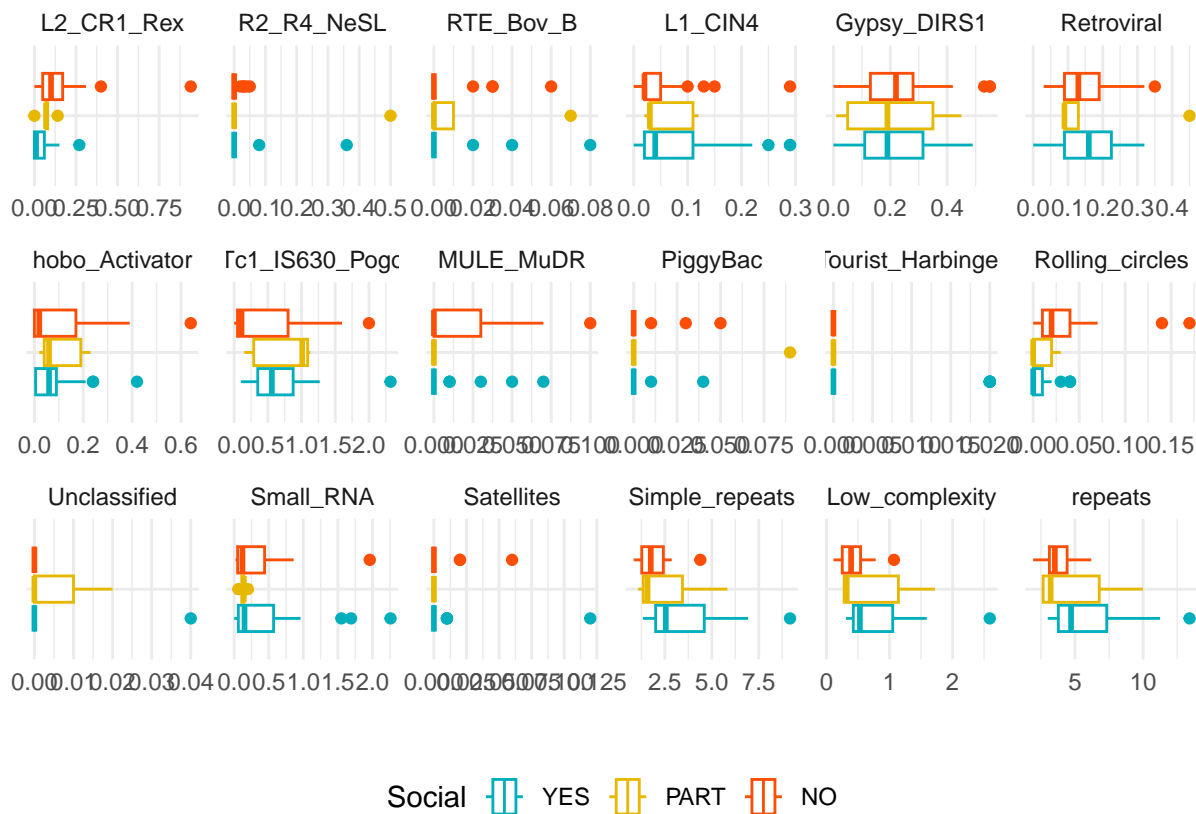 L2_CR1_Rex R2_R4_NeSL RTE_Bov_B L1_CIN4 Gypsy_DIRS1 Retroviral
0.00 0.25 0.50 0.75 0.0 0.1 0.2 0.3 0.4 0.5 0.00 0.02 0.04 0.06 0.08 0.0 0.1 0.2 0.3 0.0 0.2 0.4 0.0 0.1 0.2 0.3 0.4
hobo_Activator Tc1_IS630_Pogo MULE_MuDR PiggyBac Tourist_Harbinge Rolling_circles
0.0 0.2 0.4 0.6 0.0 0.5 1.0 1.5 2.0 0.000 0.025 0.050 0.075 0.100 0.000 0.025 0.050 0.075 0.000 0.005 0.010 0.015 0.020 0.00 0.05 0.10 0.15
Unclassified Small_RNA Satellites Simple_repeats Low_complexity repeats
0.00 0.01 0.02 0.03 0.04 0.0 0.5 1.0 1.5 2.0 0.000 0.025 0.050 0.075 0.100 0.125 2.5 5.0 7.5 0 1 2 5 10
Social YES PART NO